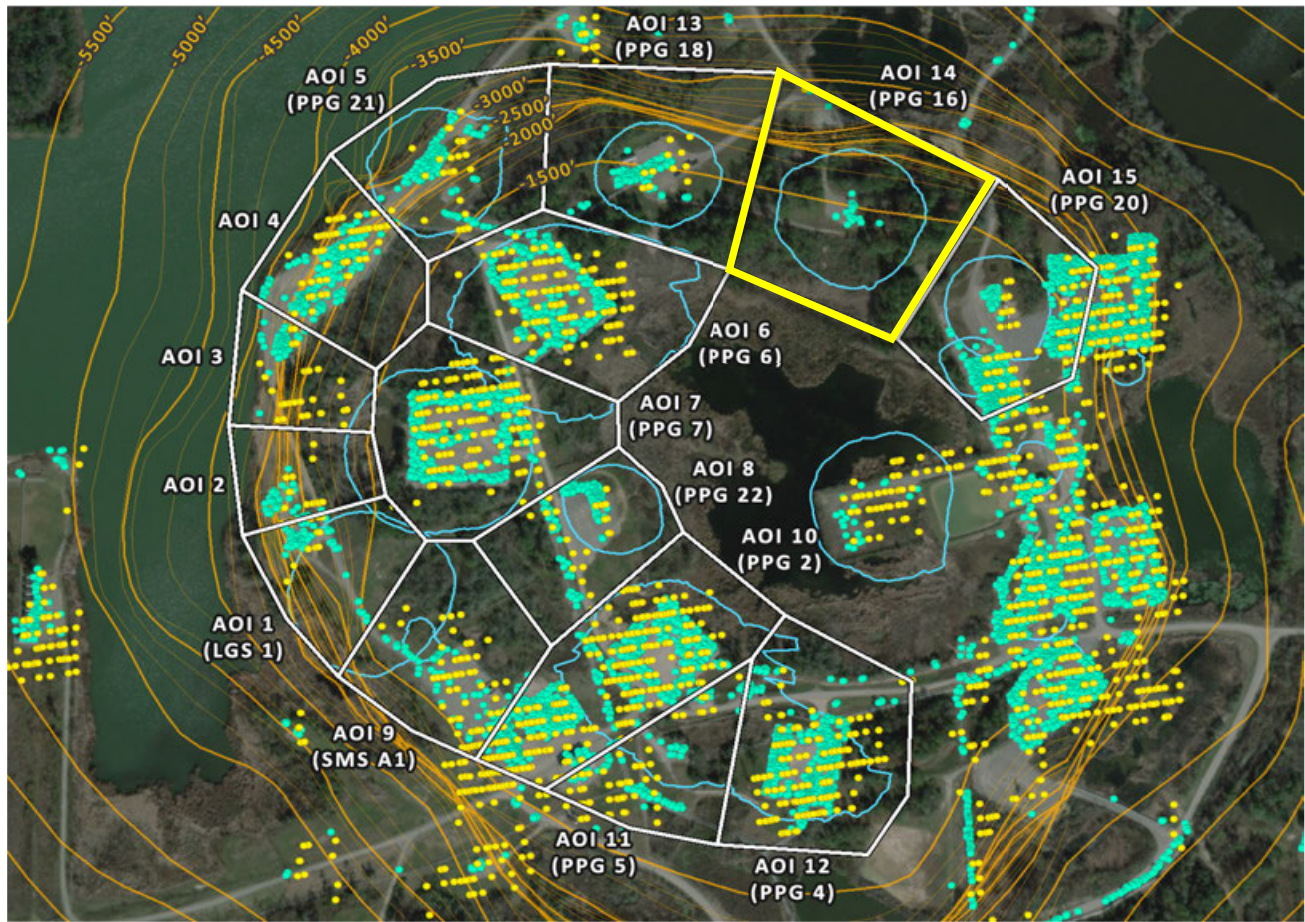 -5500'
-5000'
-4500'
-4000'
-3500'
-3000'
-2500'
-2000'
-1500'
AOI 13
(PPG 18)
AOI 5
(PPG 21)
AOI 14
(PPG 16)
AOI 15
(PPG 20)
AOI 4
AOI 3
AOI 6
(PPG 6)
AOI 7
(PPG 7)
AOI 2
AOI 8
(PPG 22)
AOI 10
(PPG 2)
AOI 1
(LGS 1)
AOI 9
(SMS A1)
AOI 11
(PPG 5)
AOI 12
(PPG 4)